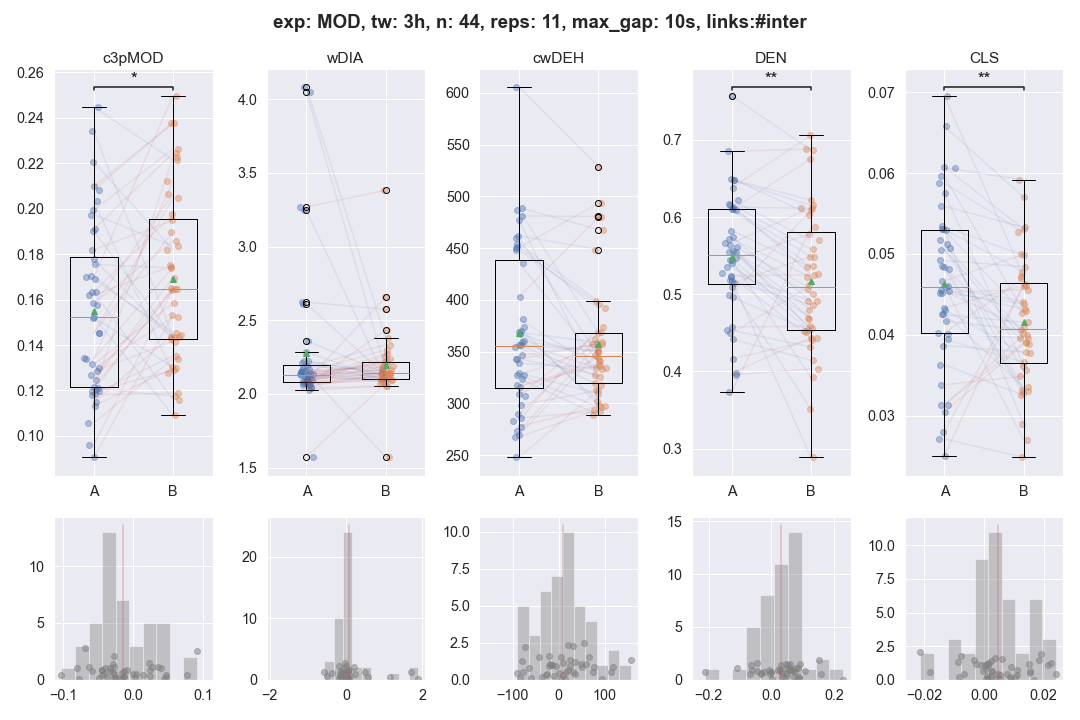 exp: MOD, tw: 3h, n: 44, reps: 11, max_gap: 10s, links:#inter
c3pMOD wDIA cwDEH DEN CLS
* ** **
0.26 0.24 0.22 0.20 0.18 0.16 0.14 0.12 0.10
A B
4.0 3.5 3.0 2.5 2.0 1.5
A B
600 550 500 450 400 350 300 250
A B
0.7 0.6 0.5 0.4 0.3
A B
0.07 0.06 0.05 0.04 0.03
A B
10 5 0
−0.1 0.0 0.1
20 10 0
−2 0 2
10.0 7.5 5.0 2.5 0.0
−100 0 100
15 10 5 0
−0.2 0.0 0.2
10.0 7.5 5.0 2.5 0.0
−0.02 0.00 0.02